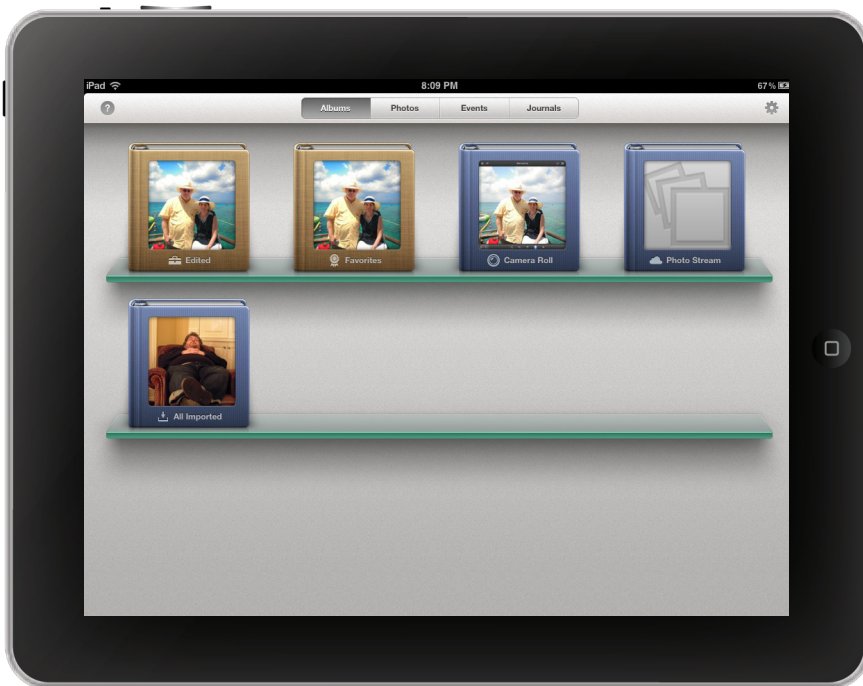 iPad 8:09 PM 67%
? Albums Photos Events Journals
Edited Favorites Camera Roll Photo Stream
All Imported